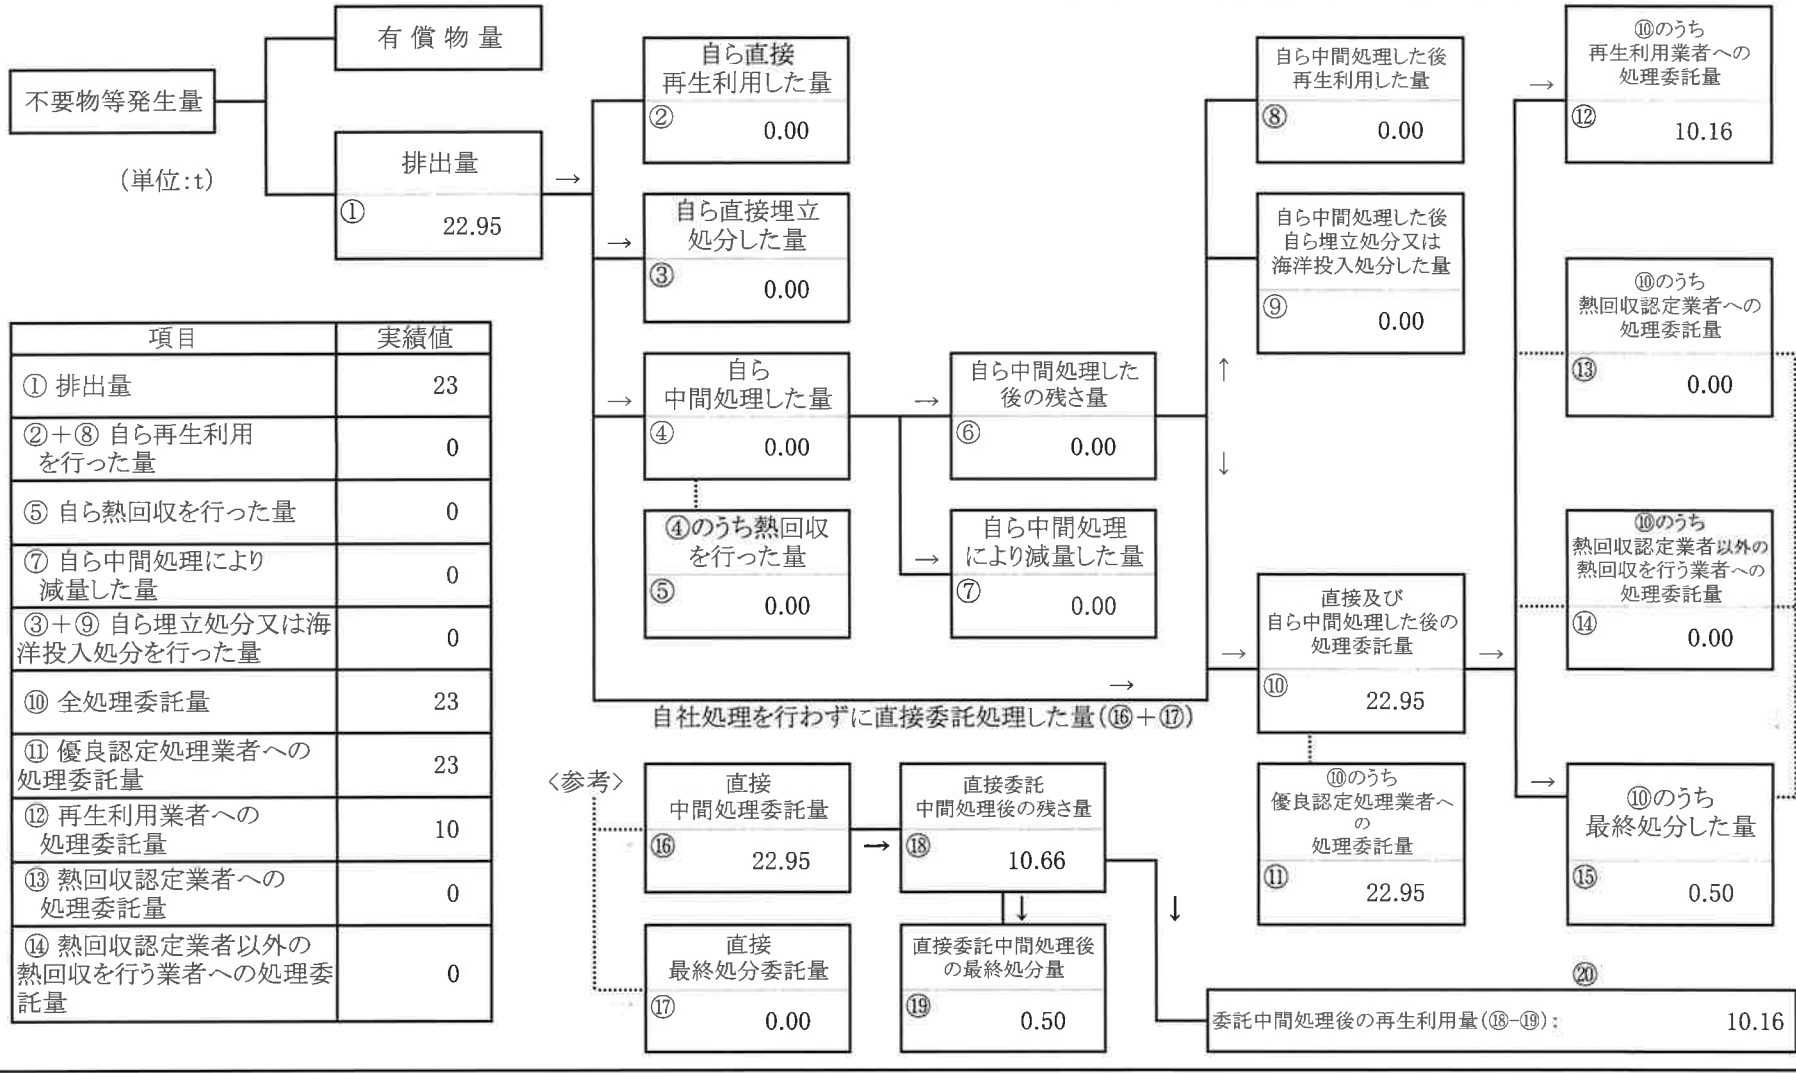 不要物等発生量
(単位:t)
有償物量
排出量
①
22.95
→
自ら直接
再生利用した量
②
0.00
→
自ら直接埋立
処分した量
③
0.00
→
自ら
中間処理した量
④
0.00
④のうち熱回収
を行った量
⑤
0.00
→
自ら中間処理した
後の残さ量
⑥
0.00
→
自ら中間処理
により減量した量
⑦
0.00
自ら中間処理した後
再生利用した量
⑧
0.00
自ら中間処理した後
自ら埋立処分又は
海洋投入処分した量
⑨
0.00
↑
↓
→
自社処理を行わずに直接委託処理した量(⑯+⑰)
→
直接及び
自ら中間処理した後の
処理委託量
⑩
22.95
⑩のうち
優良認定処理業者へ
の
処理委託量
⑪
22.95
→
→
⑩のうち
再生利用業者への
処理委託量
⑫
10.16
⑩のうち
熱回収認定業者への
処理委託量
⑬
0.00
⑩のうち
熱回収認定業者以外の
熱回収を行う業者への
処理委託量
⑭
0.00
→
⑩のうち
最終処分した量
⑮
0.50
項目 実績値
① 排出量 23
②+⑧ 自ら再生利用
を行った量 0
⑤ 自ら熱回収を行った量 0
⑦ 自ら中間処理により
減量した量 0
③+⑨ 自ら埋立処分又は海
洋投入処分を行った量 0
⑩ 全処理委託量 23
⑪ 優良認定処理業者への
処理委託量 23
⑫ 再生利用業者への
処理委託量 10
⑬ 熱回収認定業者への
処理委託量 0
⑭ 熱回収認定業者以外の
熱回収を行う業者への処理委
託量 0
〈参考〉
直接
中間処理委託量
⑯
22.95
→
直接委託
中間処理後の残さ量
⑱
10.66
↓
↓
直接
最終処分委託量
⑰
0.00
直接委託中間処理後
の最終処分量
⑲
0.50
⑳
委託中間処理後の再生利用量(⑱-⑲): 10.16